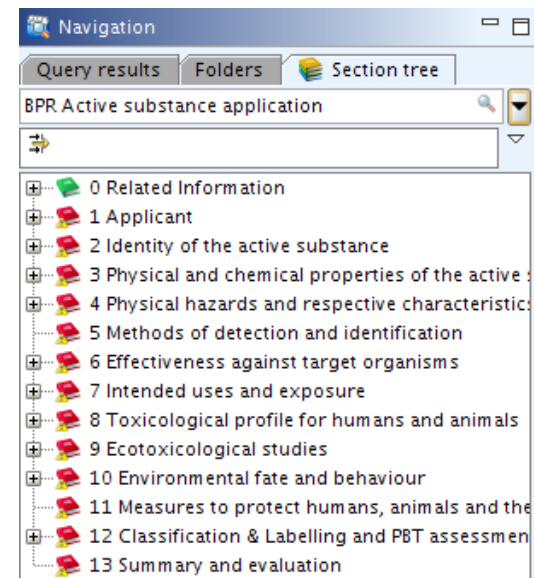 Navigation
Query results Folders Section tree
BPR Active substance application
0 Related Information
1 Applicant
2 Identity of the active substance
3 Physical and chemical properties of the active
4 Physical hazards and respective characteristic
5 Methods of detection and identification
6 Effectiveness against target organisms
7 Intended uses and exposure
8 Toxicological profile for humans and animals
9 Ecotoxicological studies
10 Environmental fate and behaviour
11 Measures to protect humans, animals and the
12 Classification & Labelling and PBT assessmen
13 Summary and evaluation